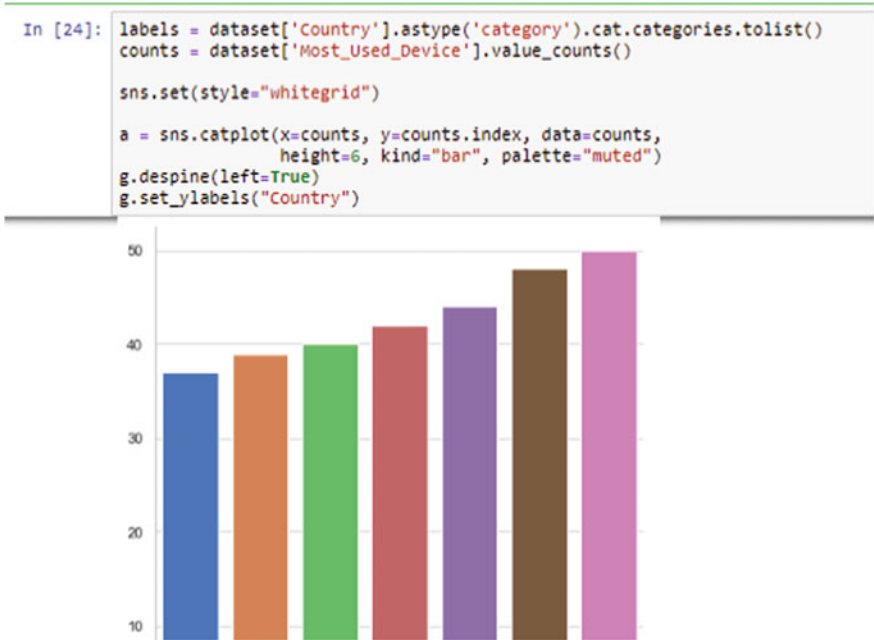 In [24]: labels = dataset['Country'].astype('category').cat.categories.tolist()
counts = dataset['Most_Used_Device'].value_counts()
sns.set(style="whitegrid")
a = sns.catplot(x=counts, y=counts.index, data=counts,
height=6, kind="bar", palette="muted")
g.despine(left=True)
g.set_ylabels("Country")
50
40
30
20
10